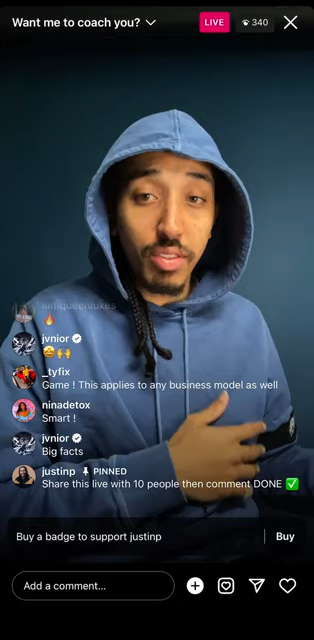 Want me to coach you?
LIVE
340
iamqueenlukes
jvnior
_tyfix
Game ! This applies to any business model as well
ninadetox
Smart !
jvnior
Big facts
justinp PINNED
Share this live with 10 people then comment DONE ✅
Buy a badge to support justinp
Buy
Add a comment...